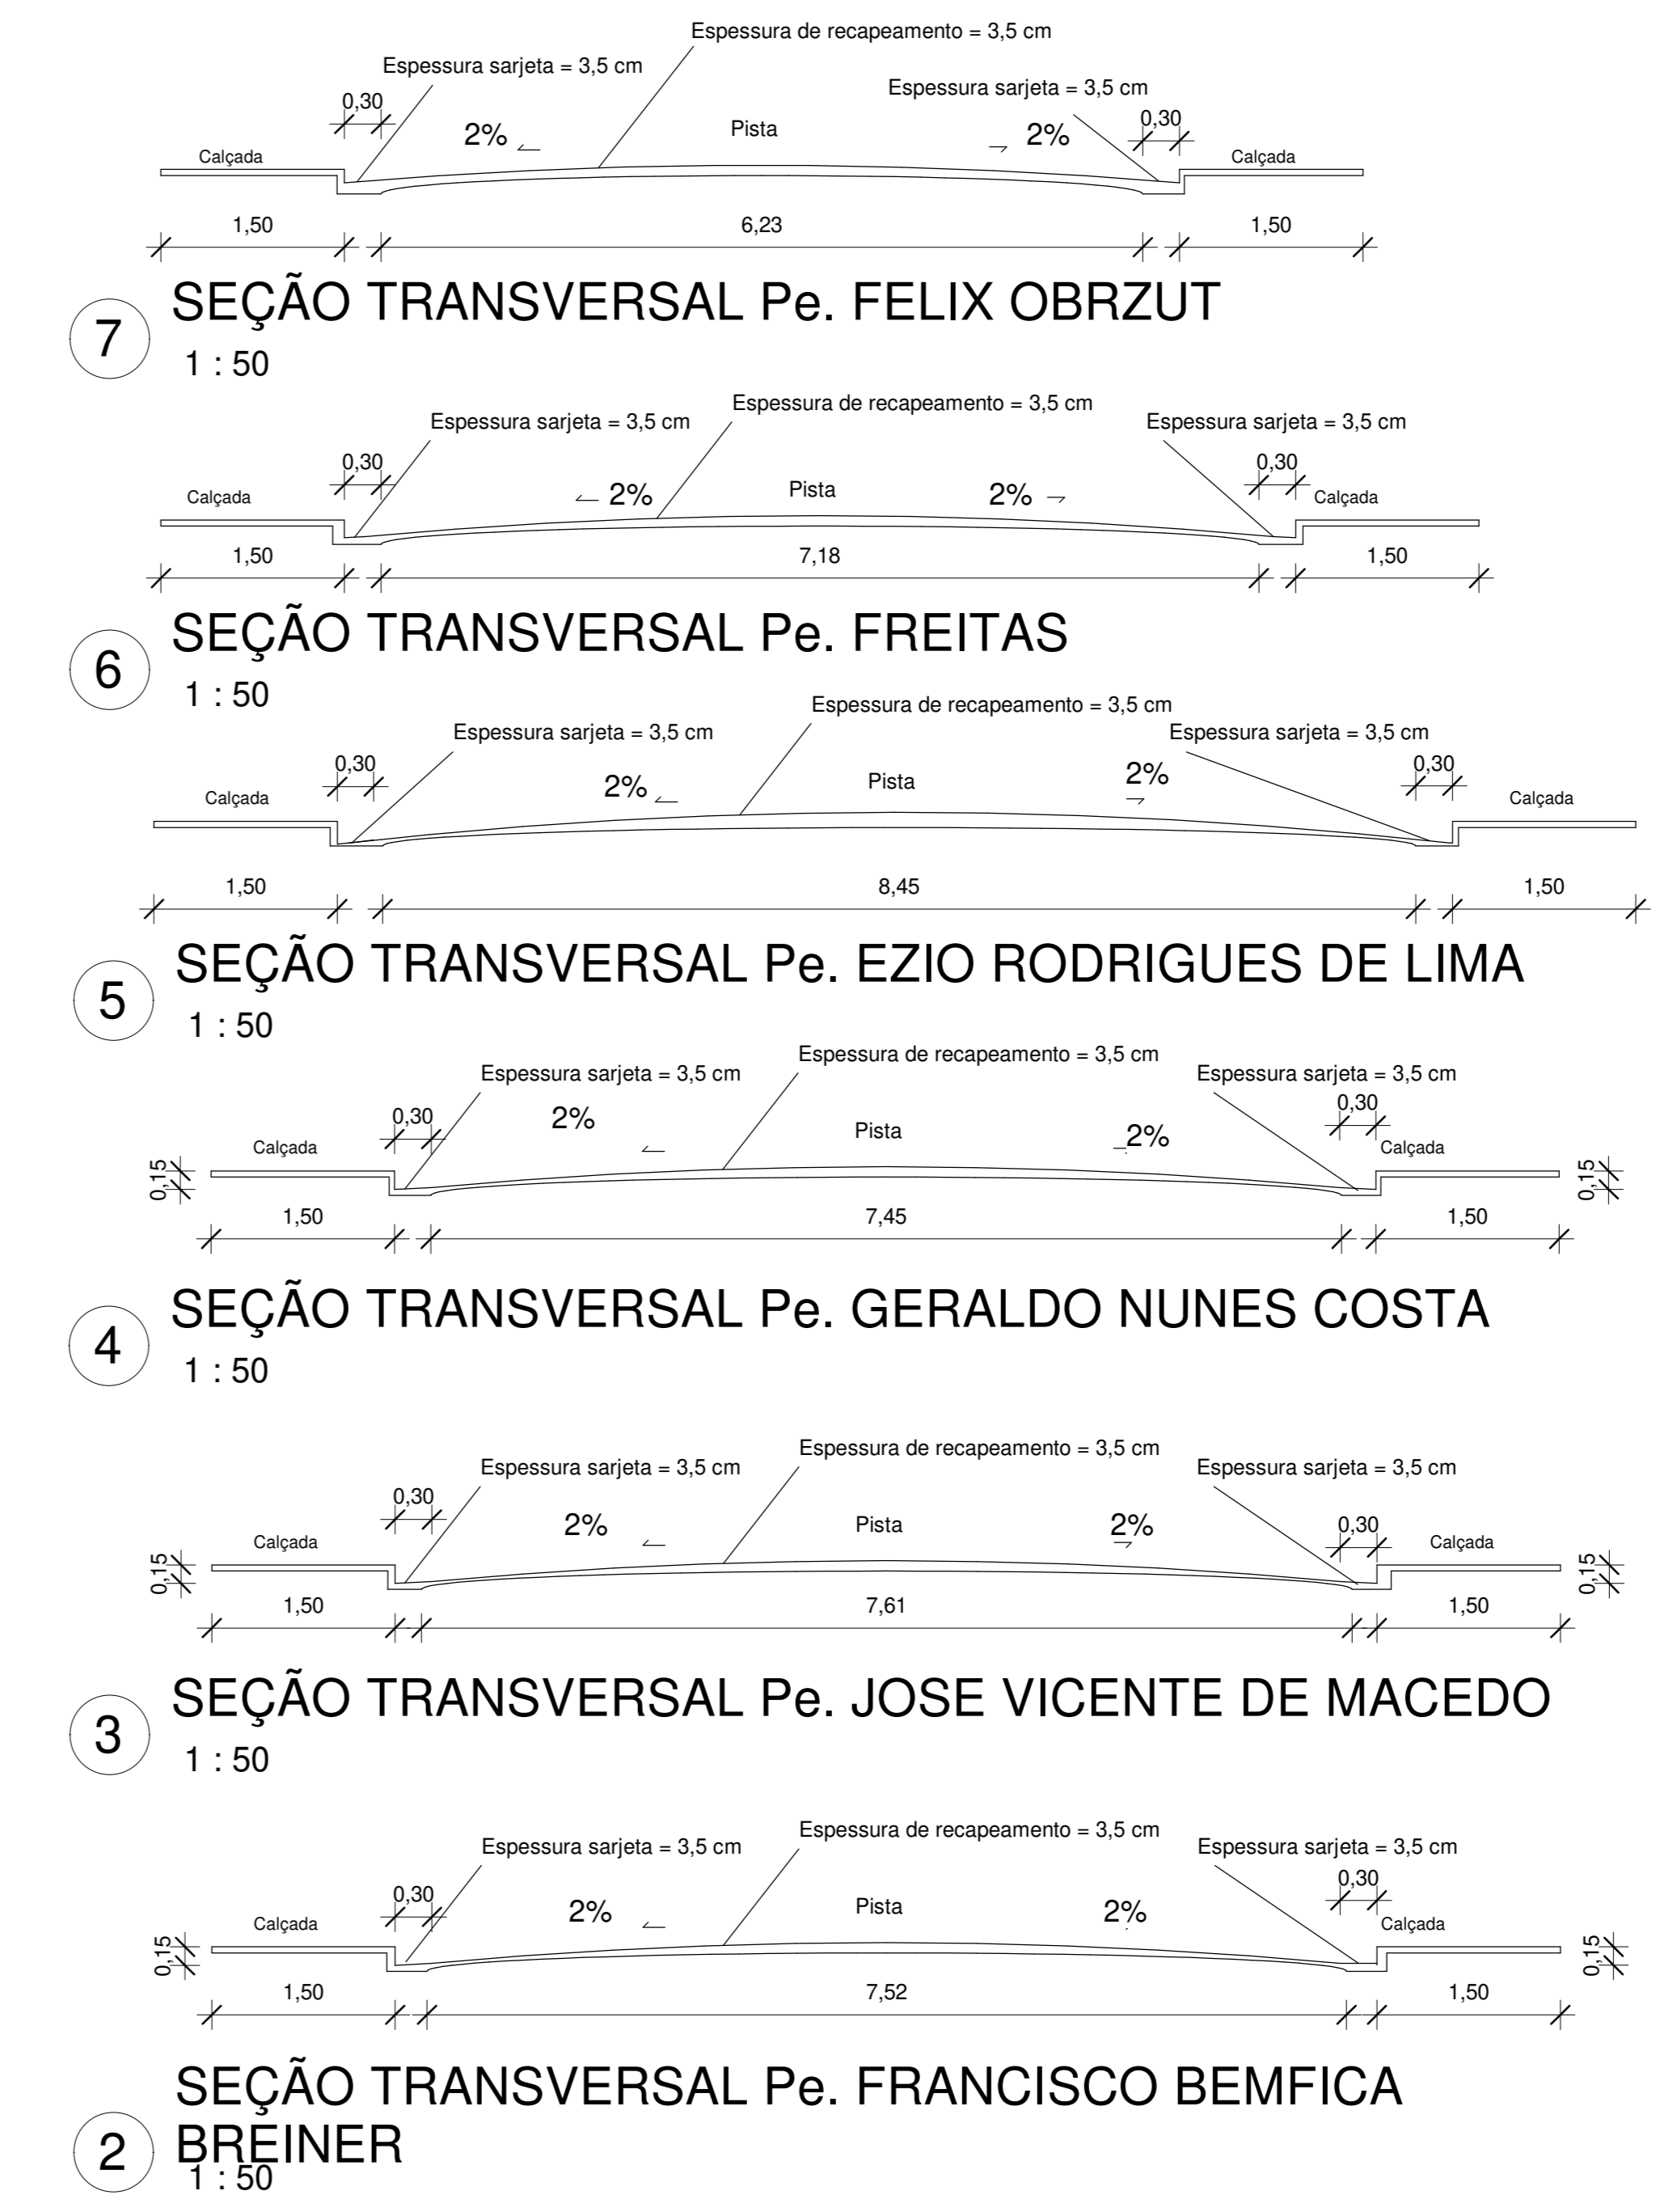 Espessura de recapeamento = 3,5 cm
Espessura sarjeta = 3,5 cm
Espessura sarjeta = 3,5 cm
0,30
0,30
2%
Pista
2%
Calçada
Calçada
1,50
6,23
1,50
7
SEÇÃO TRANSVERSAL Pe. FELIX OBRZUT
1 : 50
Espessura de recapeamento = 3,5 cm
Espessura sarjeta = 3,5 cm
Espessura sarjeta = 3,5 cm
0,30
0,30
2%
Pista
2%
Calçada
Calçada
1,50
7,18
1,50
6
SEÇÃO TRANSVERSAL Pe. FREITAS
1 : 50
Espessura de recapeamento = 3,5 cm
Espessura sarjeta = 3,5 cm
Espessura sarjeta = 3,5 cm
0,30
0,30
2%
Pista
2%
Calçada
Calçada
1,50
8,45
1,50
5
SEÇÃO TRANSVERSAL Pe. EZIO RODRIGUES DE LIMA
1 : 50
Espessura de recapeamento = 3,5 cm
Espessura sarjeta = 3,5 cm
Espessura sarjeta = 3,5 cm
0,30
0,30
2%
Pista
2%
Calçada
Calçada
0,15
0,15
1,50
7,45
1,50
4
SEÇÃO TRANSVERSAL Pe. GERALDO NUNES COSTA
1 : 50
Espessura de recapeamento = 3,5 cm
Espessura sarjeta = 3,5 cm
Espessura sarjeta = 3,5 cm
0,30
0,30
2%
Pista
2%
Calçada
Calçada
0,15
0,15
1,50
7,61
1,50
3
SEÇÃO TRANSVERSAL Pe. JOSE VICENTE DE MACEDO
1 : 50
Espessura de recapeamento = 3,5 cm
Espessura sarjeta = 3,5 cm
Espessura sarjeta = 3,5 cm
0,30
0,30
2%
Pista
2%
Calçada
Calçada
0,15
0,15
1,50
7,52
1,50
2
SEÇÃO TRANSVERSAL Pe. FRANCISCO BEMFICA
BREINER
1 : 50